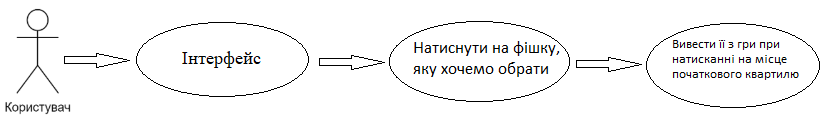 Користувач
Інтерфейс
Натиснути на фішку,
яку хочемо обрати
Вивести її з гри при
натисканні на місце
початкового квартилю